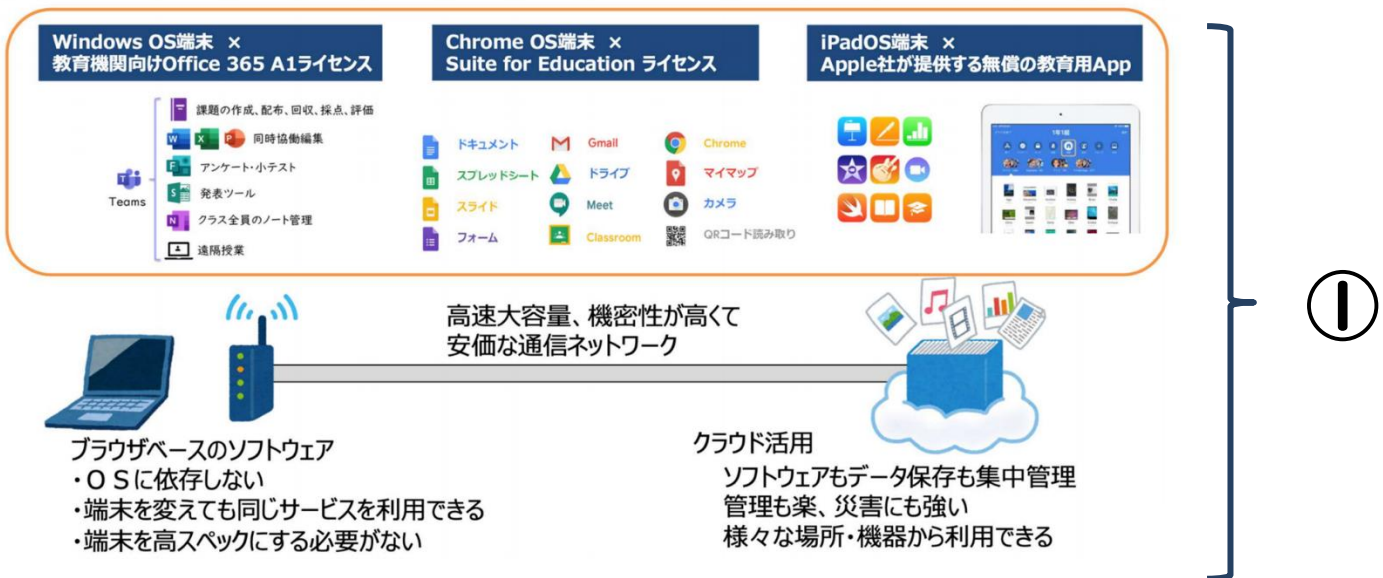 Windows OS端末 ×
教育機関向けOffice 365 A1ライセンス
Teams
課題の作成、配布、回収、採点、評価
同時協働編集
アンケート・小テスト
発表ツール
クラス全員のノート管理
遠隔授業
Chrome OS端末 ×
Suite for Education ライセンス
ドキュメント
Gmail
Chrome
スプレッドシート
ドライブ
マイマップ
スライド
Meet
カメラ
フォーム
Classroom
QRコード読み取り
iPadOS端末 ×
Apple社が提供する無償の教育用App
1年1組
①
高速大容量、機密性が高くて
安価な通信ネットワーク
ブラウザベースのソフトウェア
・ＯＳに依存しない
・端末を変えても同じサービスを利用できる
・端末を高スペックにする必要がない
クラウド活用
ソフトウェアもデータ保存も集中管理
管理も楽、災害にも強い
様々な場所・機器から利用できる